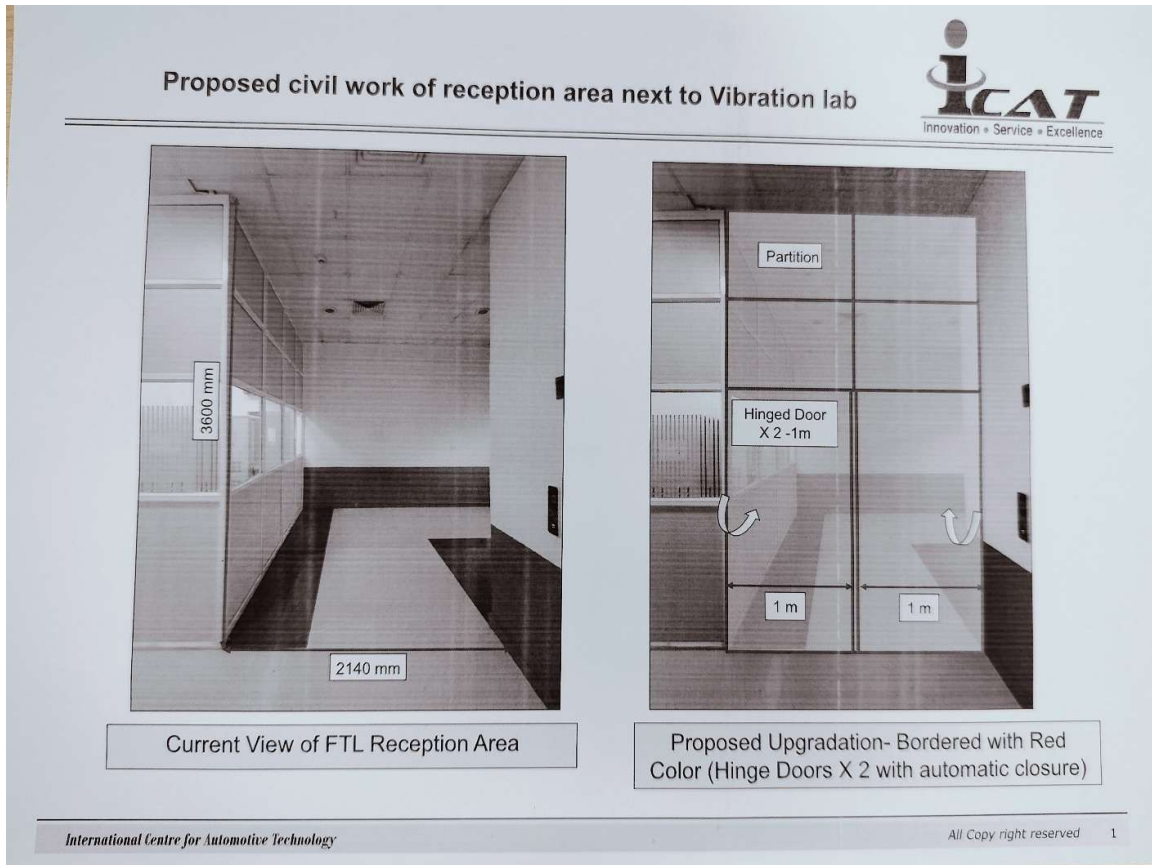 Proposed civil work of reception area next to Vibration lab
iCAT
Innovation • Service • Excellence
3600 mm
2140 mm
Partition
Hinged Door
X 2 -1m
1 m
1 m
Current View of FTL Reception Area
Proposed Upgradation- Bordered with Red
Color (Hinge Doors X 2 with automatic closure)
International Centre for Automotive Technology
All Copy right reserved 1